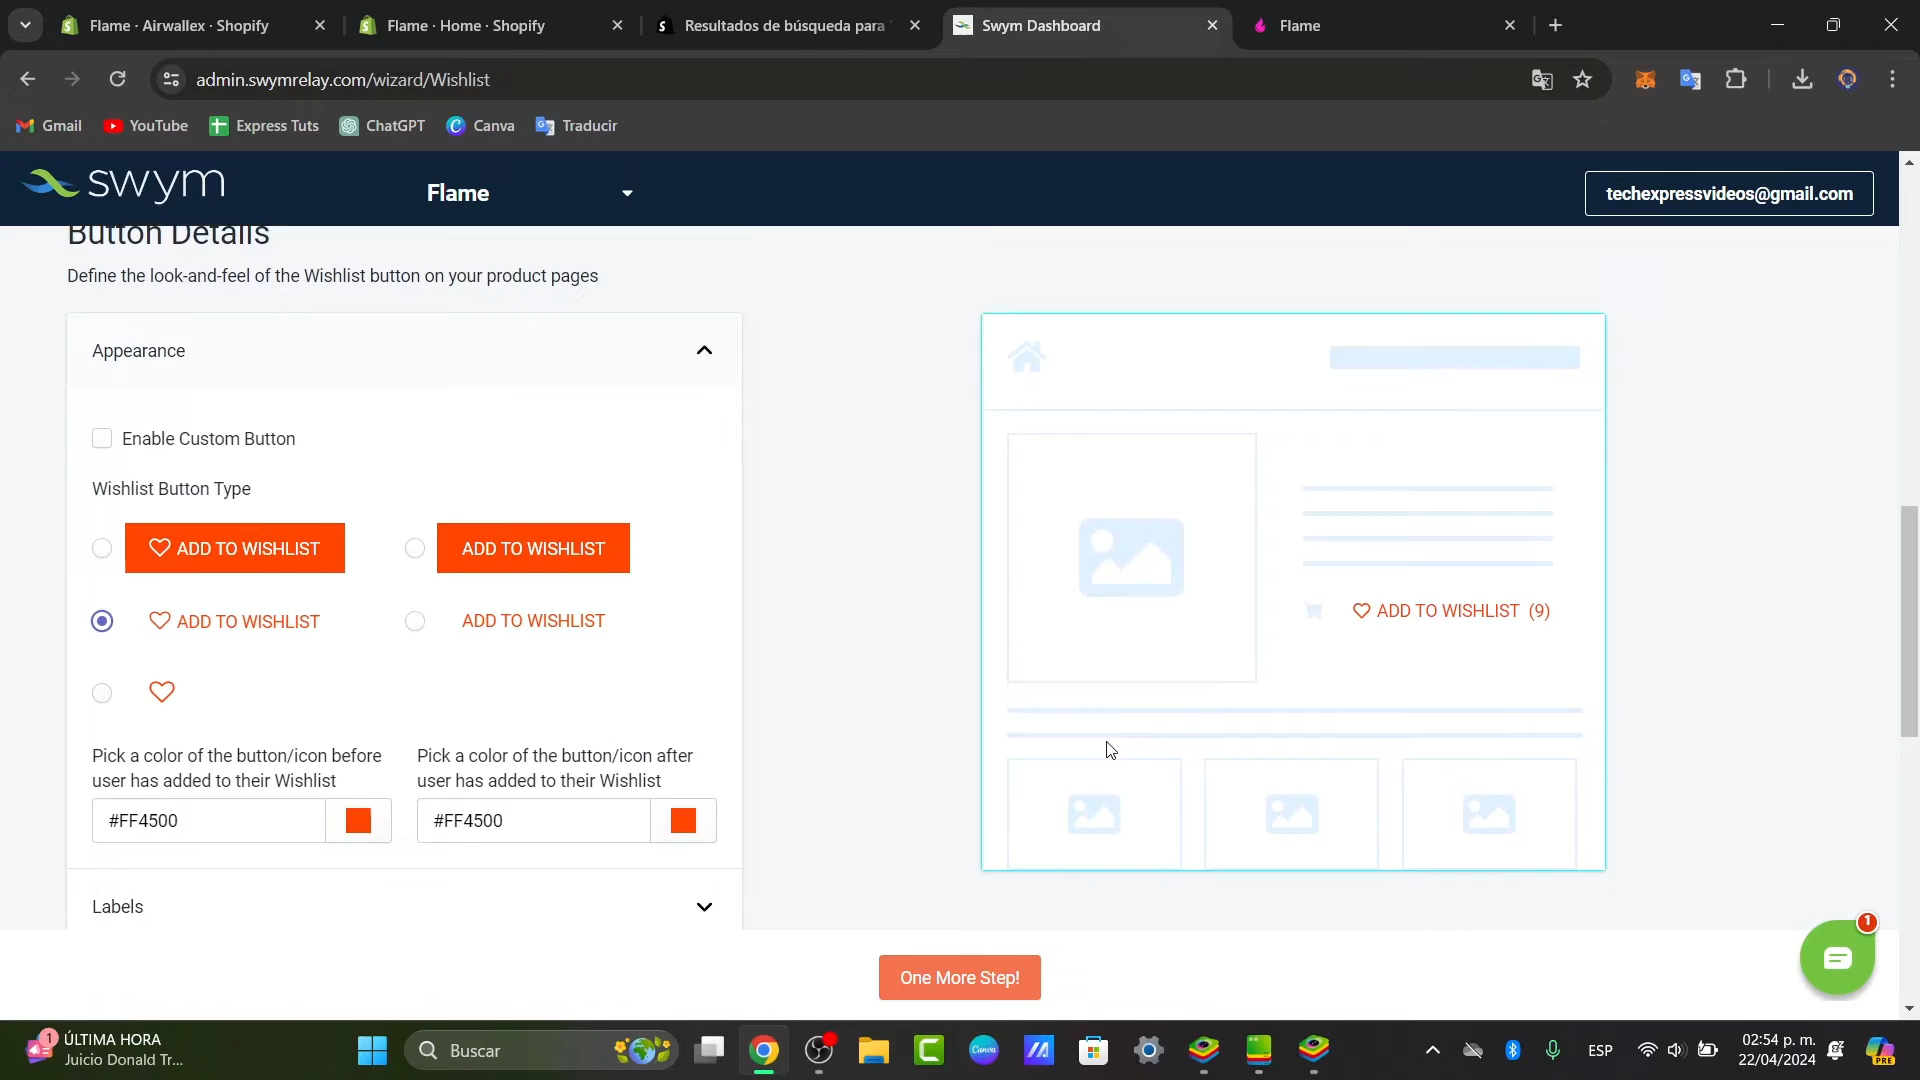 Flame · Airwallex · Shopify
Flame · Home · Shopify
Resultados de búsqueda para
Swym Dashboard
Flame
admin.swymrelay.com/wizard/Wishlist
Gmail
YouTube
Express Tuts
ChatGPT
Canva
Traducir
swym
Flame
techexpressvideos@gmail.com
Button Details
Define the look-and-feel of the Wishlist button on your product pages
Appearance
Enable Custom Button
Wishlist Button Type
ADD TO WISHLIST
ADD TO WISHLIST
ADD TO WISHLIST
ADD TO WISHLIST
Pick a color of the button/icon before
user has added to their Wishlist
Pick a color of the button/icon after
user has added to their Wishlist
#FF4500
#FF4500
Labels
ADD TO WISHLIST (9)
One More Step!
1
1
ÚLTIMA HORA
Juicio Donald Tr...
Buscar
Canva
ESP
02:54 p. m.
22/04/2024
PRE